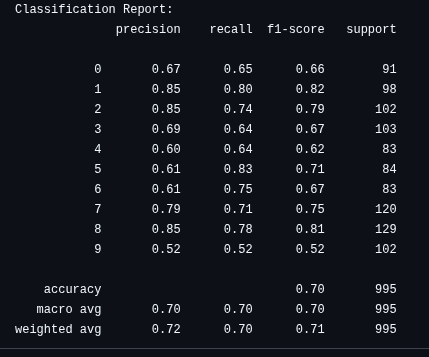 Classification Report:
precision recall f1-score support
0 0.67 0.65 0.66 91
1 0.85 0.80 0.82 98
2 0.85 0.74 0.79 102
3 0.69 0.64 0.67 103
4 0.60 0.64 0.62 83
5 0.61 0.83 0.71 84
6 0.61 0.75 0.67 83
7 0.79 0.71 0.75 120
8 0.85 0.78 0.81 129
9 0.52 0.52 0.52 102
accuracy 0.70 995
macro avg 0.70 0.70 0.70 995
weighted avg 0.72 0.70 0.71 995